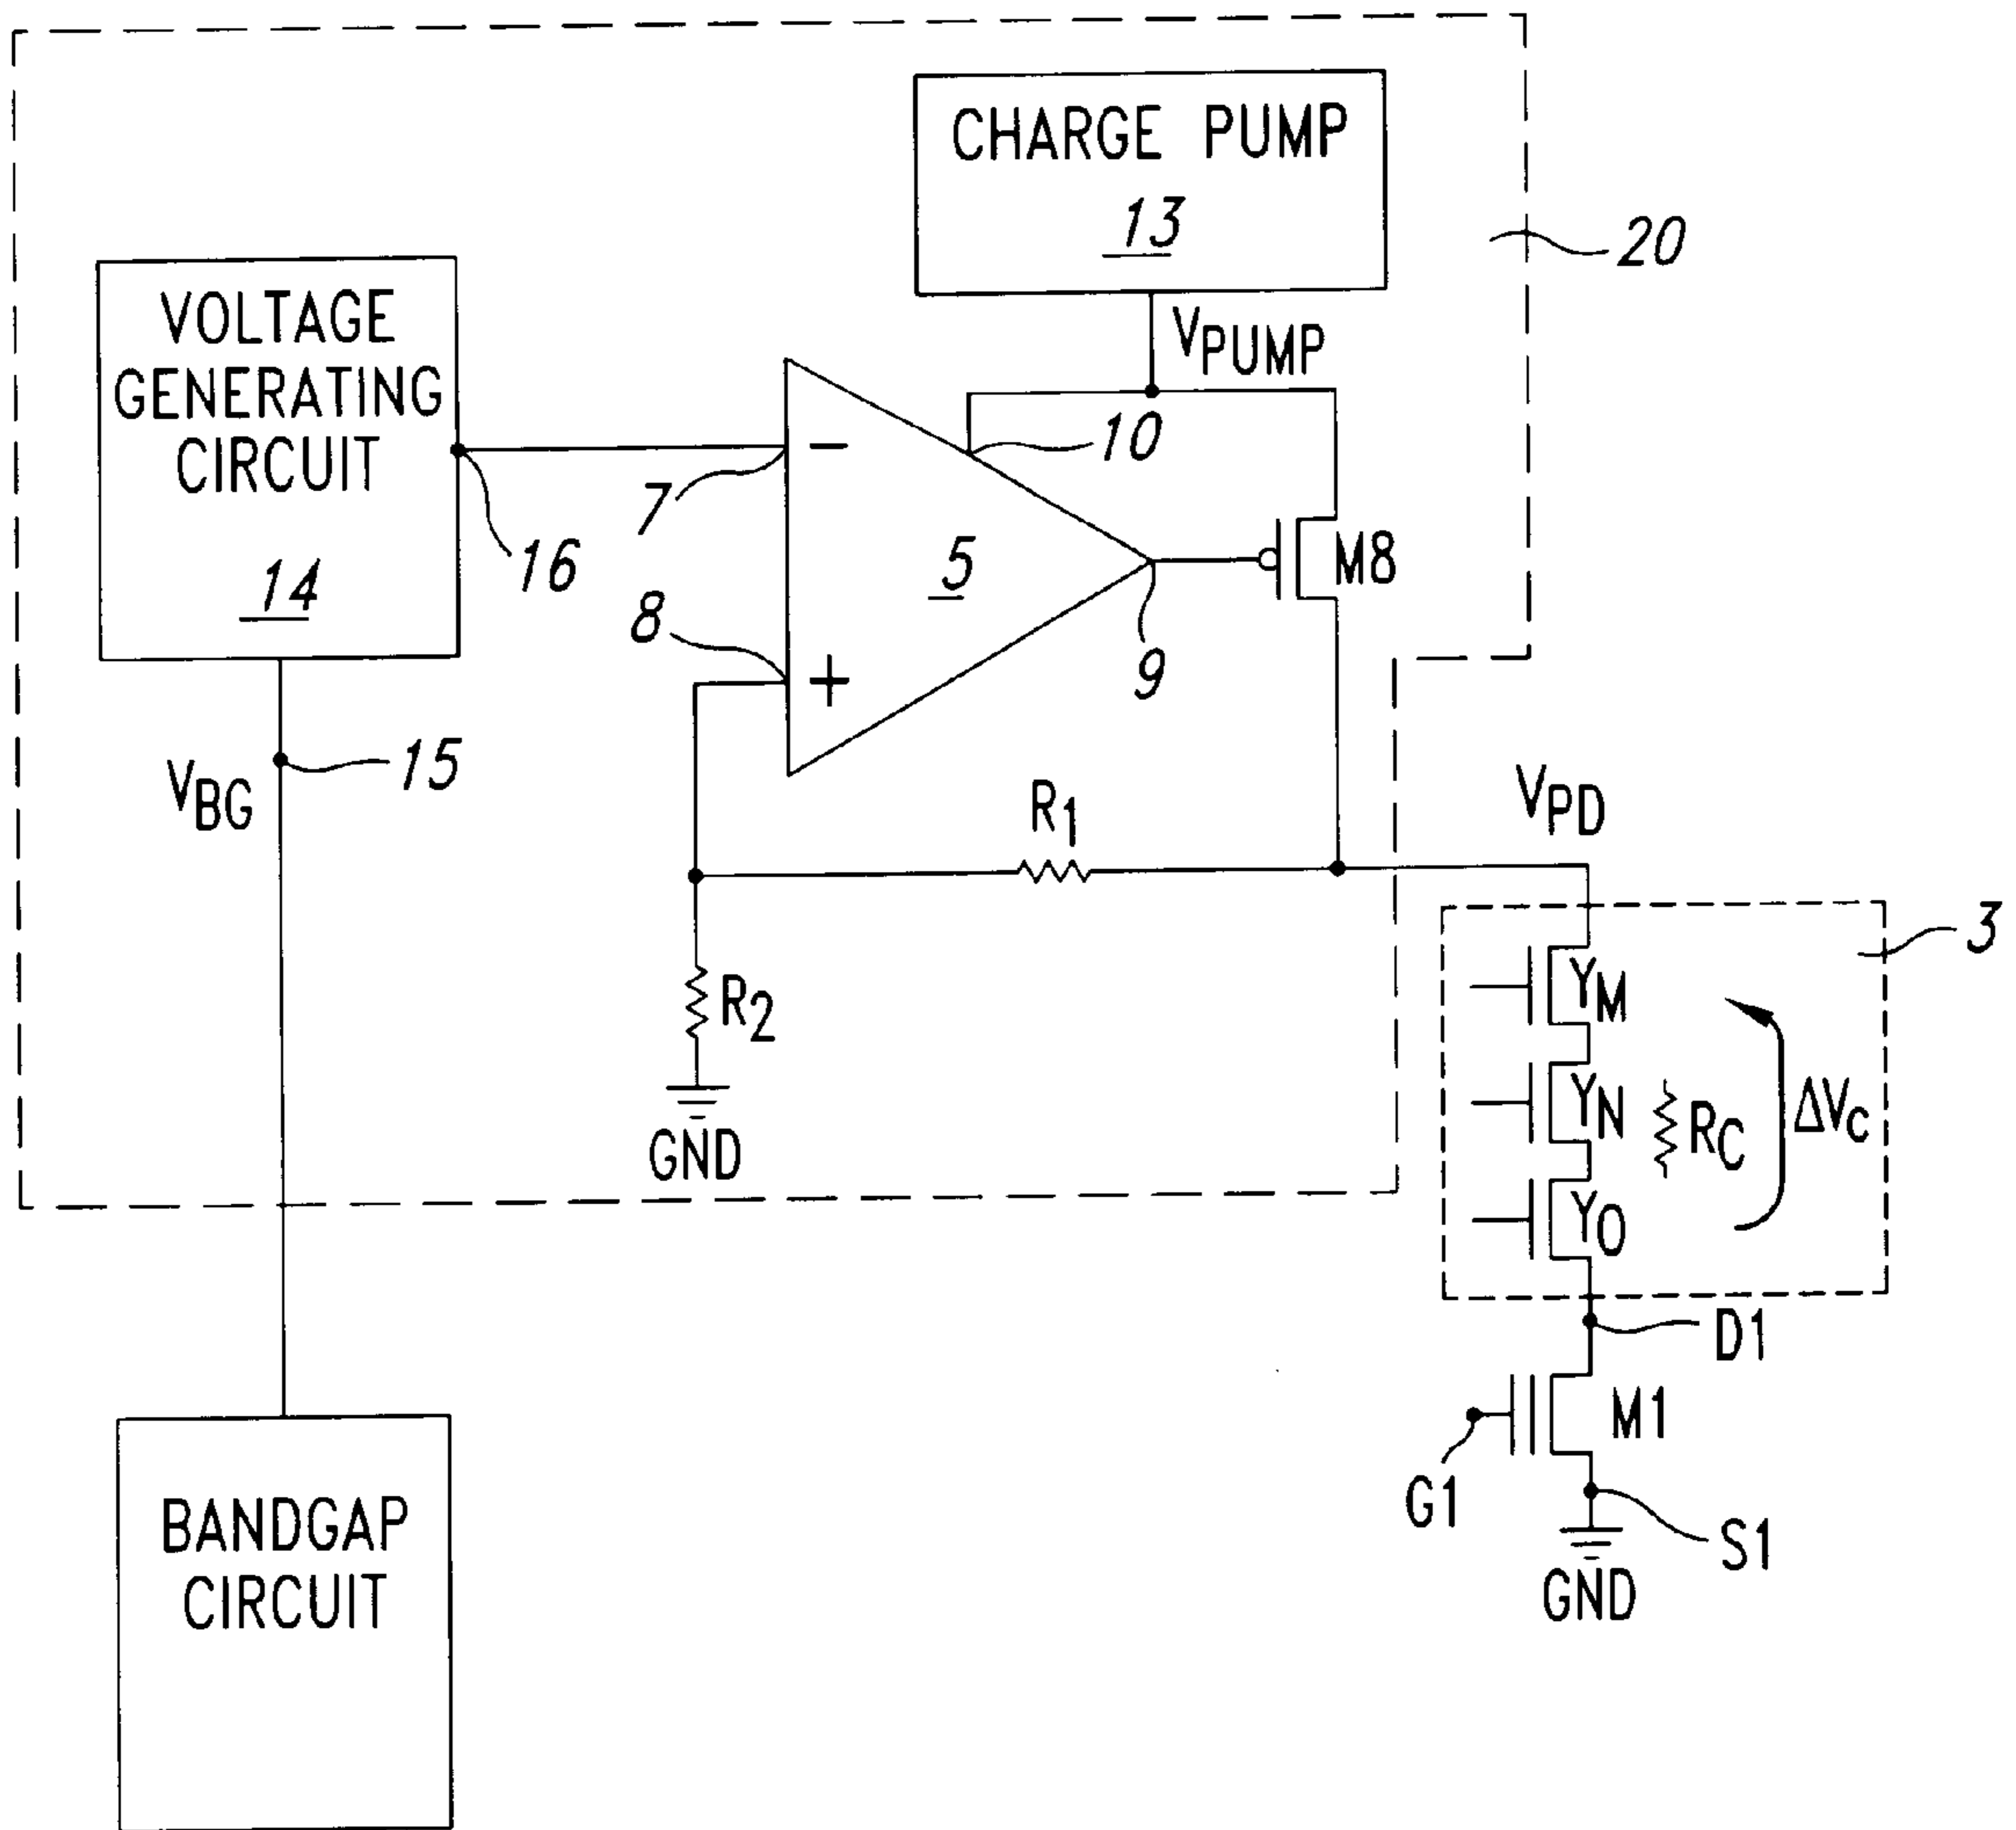 CHARGE PUMP
13
20
VOLTAGE
GENERATING
CIRCUIT
14
VPUMP
10
7
16
5
M8
8
9
15
VBG
R1
VPD
3
R2
GND
YM
YN
RC
ΔVC
YO
D1
M1
G1
S1
GND
BANDGAP
CIRCUIT